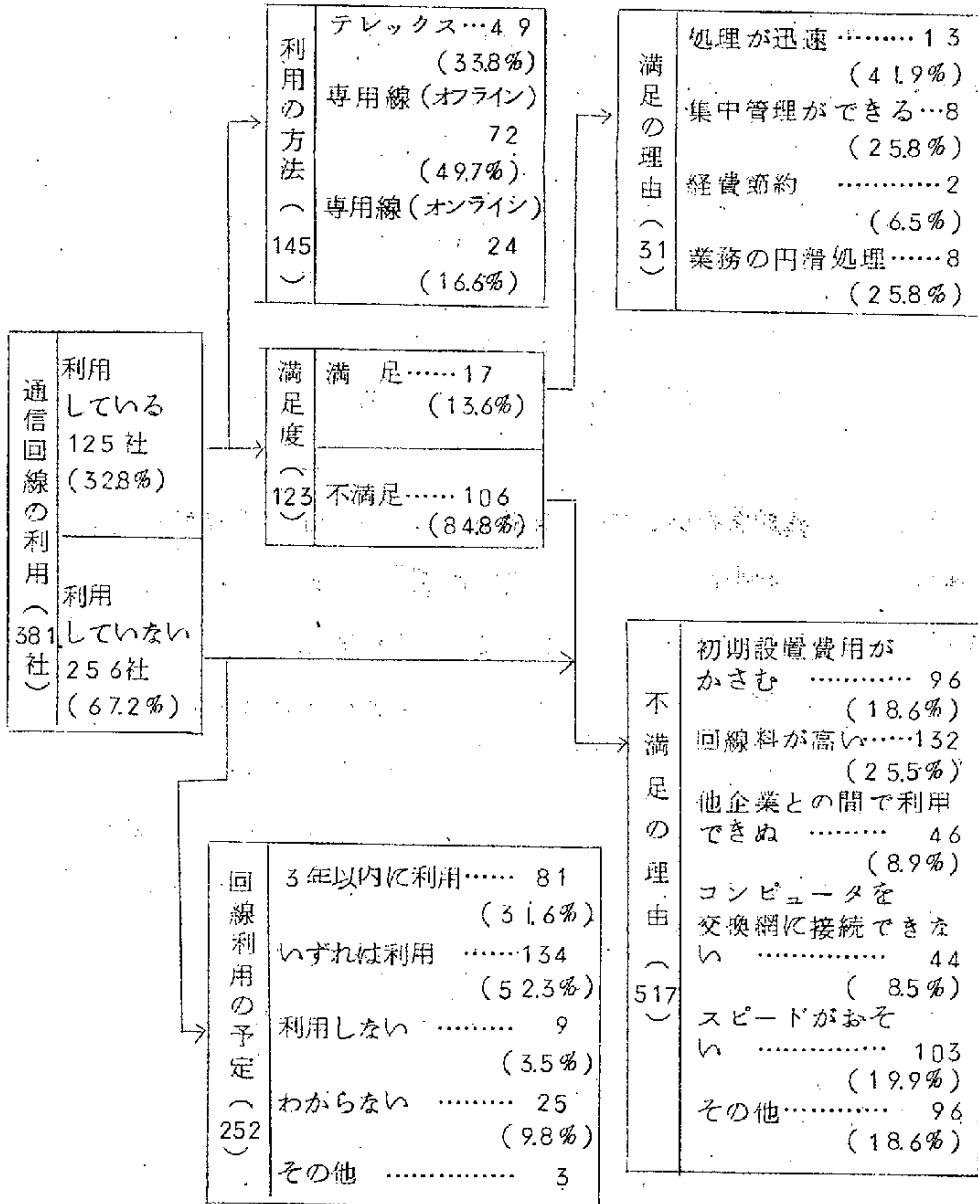 通信回線の利用(381社)
利用
している
125社
(32.8%)
利用
していない
256社
(67.2%)
利用の方法(145)
テレックス…49
(33.8%)
専用線(オフライン)
72
(49.7%)
専用線(オンライン)
24
(16.6%)
満足度(123)
満 足……17
(13.6%)
不満足……106
(84.8%)
満足の理由(31)
処理が迅速………13
(41.9%)
集中管理ができる…8
(25.8%)
経費節約 …………2
(6.5%)
業務の円滑処理……8
(25.8%)
不満足の理由(517)
初期設置費用が
かさむ ………… 96
(18.6%)
回線料が高い……132
(25.5%)
他企業との間で利用
できぬ ……… 46
(8.9%)
コンピュータを
交換網に接続できな
い …………… 44
( 8.5%)
スピードがおそ
い …………… 103
(19.9%)
その他………… 96
(18.6%)
回線利用の予定(252)
3年以内に利用…… 81
(31.6%)
いずれは利用 ……134
(52.3%)
利用しない ……… 9
(3.5%)
わからない ……… 25
(9.8%)
その他 …………… 3